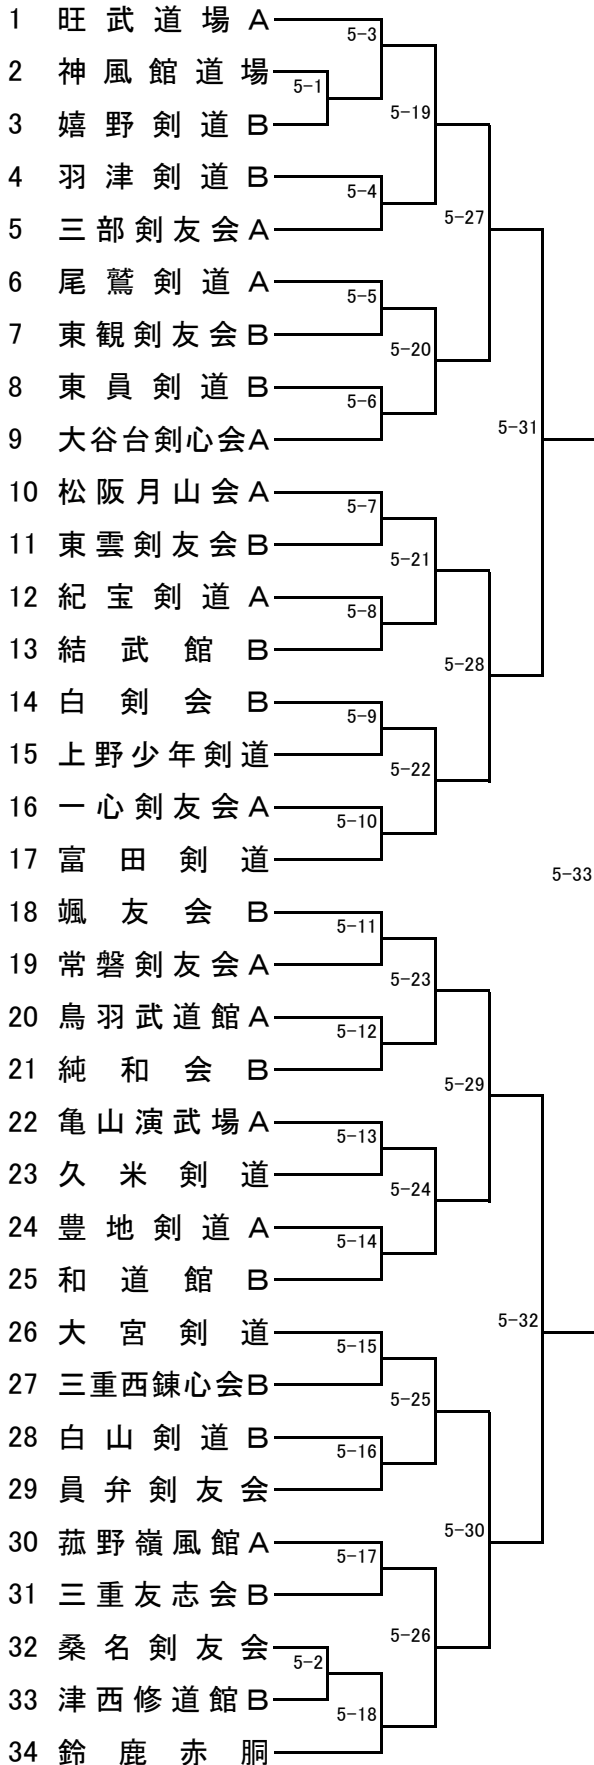 1 旺武道場A
5-3
2 神風館道場
5-1
3 嬉野剣道B
5-19
4 羽津剣道B
5-4
5 三部剣友会A
5-27
6 尾鷲剣道A
5-5
7 東観剣友会B
5-20
8 東員剣道B
5-6
9 大谷台剣心会A
5-31
10 松阪月山会A
5-7
11 東雲剣友会B
5-21
12 紀宝剣道A
5-8
13 結武館B
5-28
14 白剣会B
5-9
15 上野少年剣道
5-22
16 一心剣友会A
5-10
17 富田剣道
5-33
18 颯友会B
5-11
19 常磐剣友会A
5-23
20 鳥羽武道館A
5-12
21 純和会B
5-29
22 亀山演武場A
5-13
23 久米剣道
5-24
24 豊地剣道A
5-14
25 和道館B
5-32
26 大宮剣道
5-15
27 三重西錬心会B
5-25
28 白山剣道B
5-16
29 員弁剣友会
5-30
30 菰野嶺風館A
5-17
31 三重友志会B
5-26
32 桑名剣友会
5-2
33 津西修道館B
5-18
34 鈴鹿赤胴